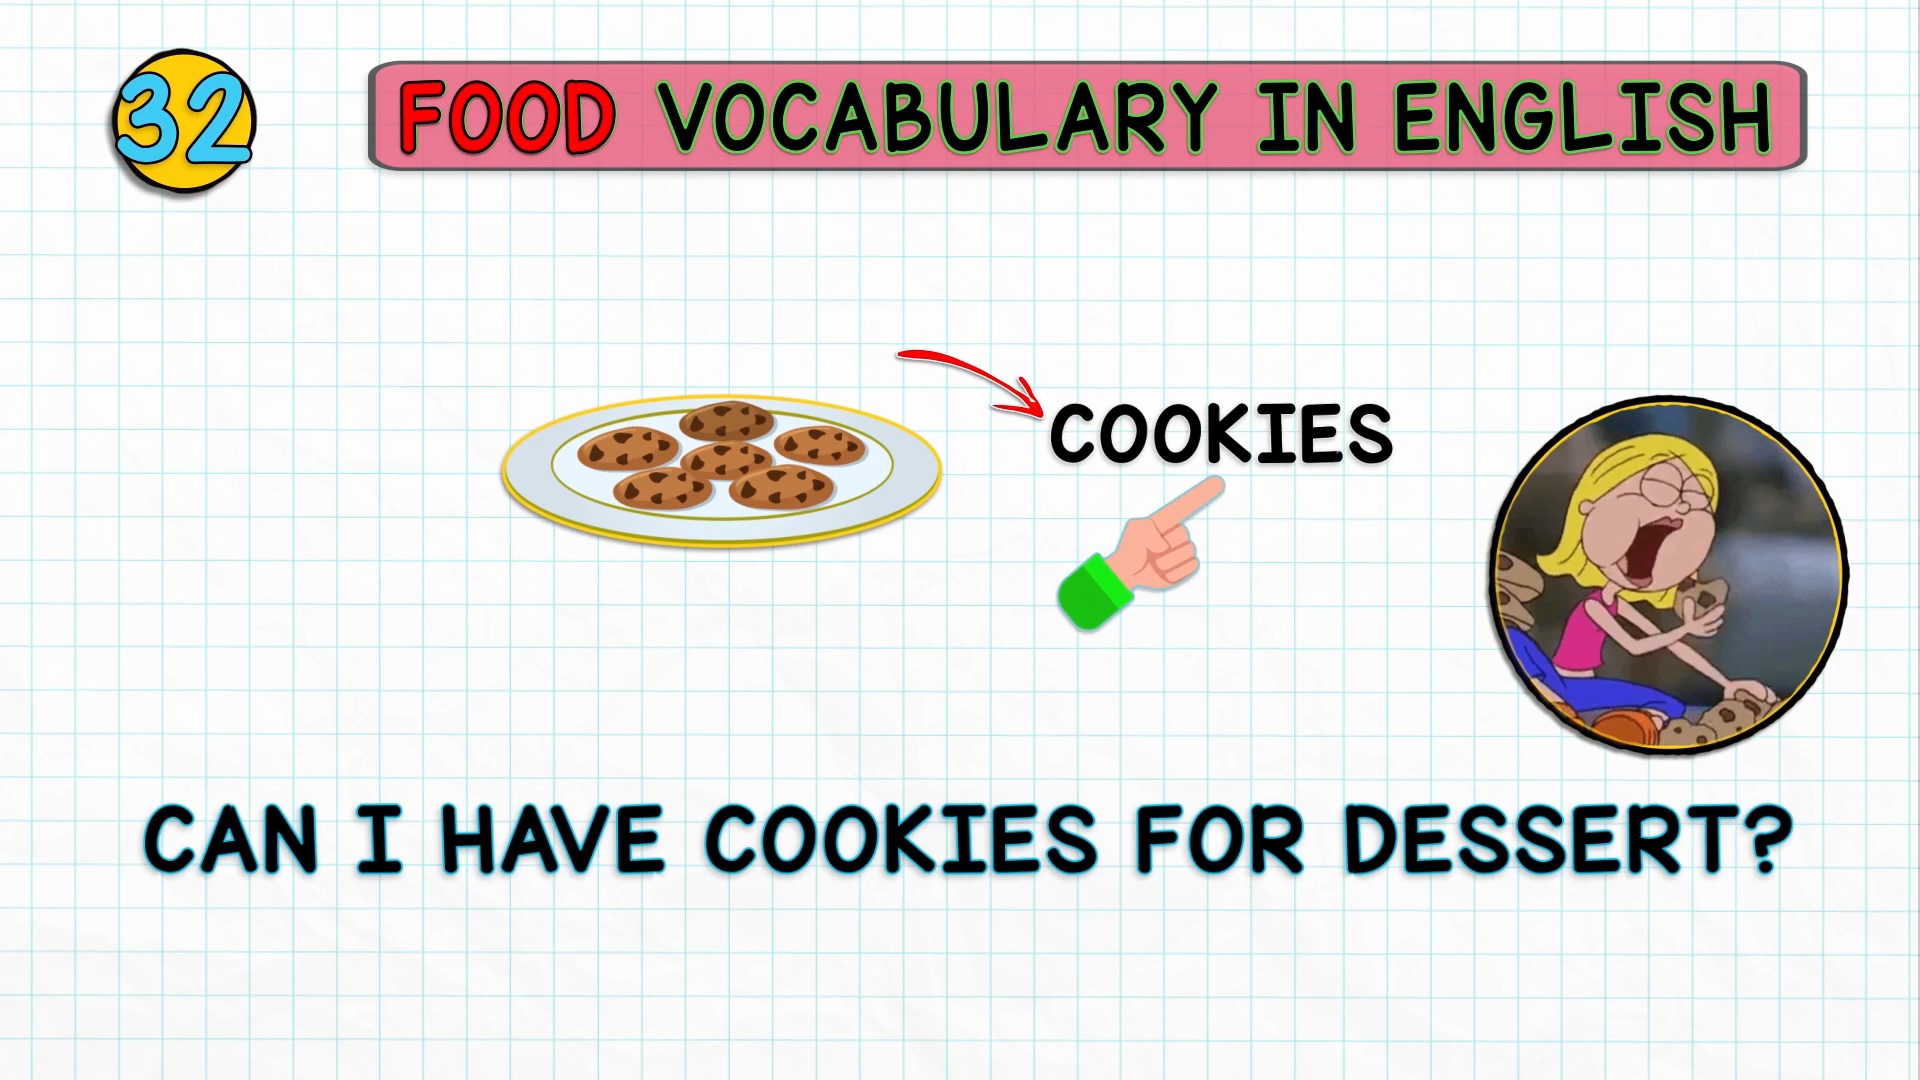 32
FOOD VOCABULARY IN ENGLISH
COOKIES
CAN I HAVE COOKIES FOR DESSERT?